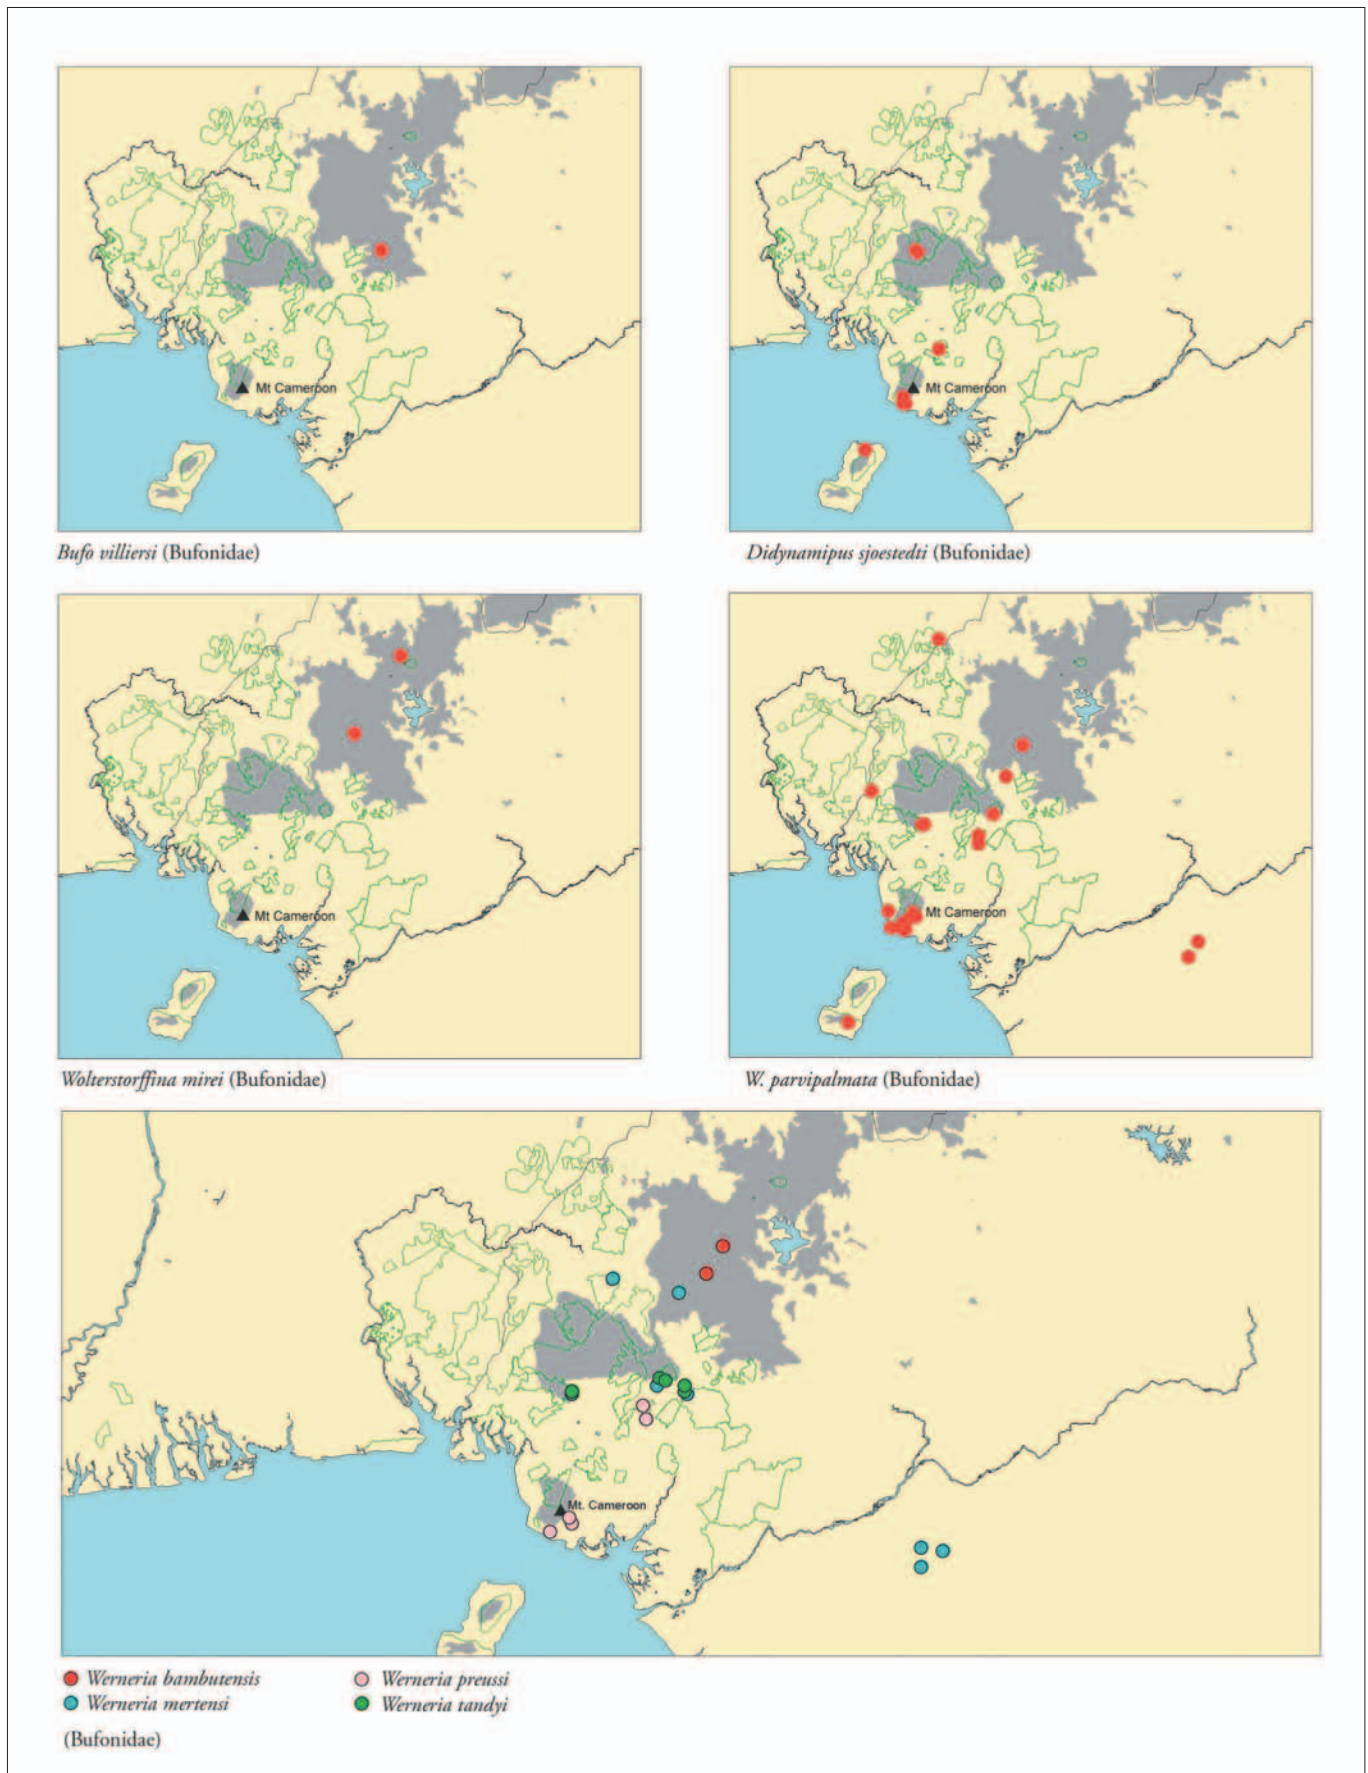 Mt Cameroon
Mt Cameroon
Bufo villiersi (Bufonidae)
Didynamipus sjoestedti (Bufonidae)
Mt Cameroon
Mt Cameroon
Wolterstorffina mirei (Bufonidae)
W. parvipalmata (Bufonidae)
Mt. Cameroon
Werneria bambutensis
Werneria preussi
Werneria mertensi
Werneria tandyi
(Bufonidae)